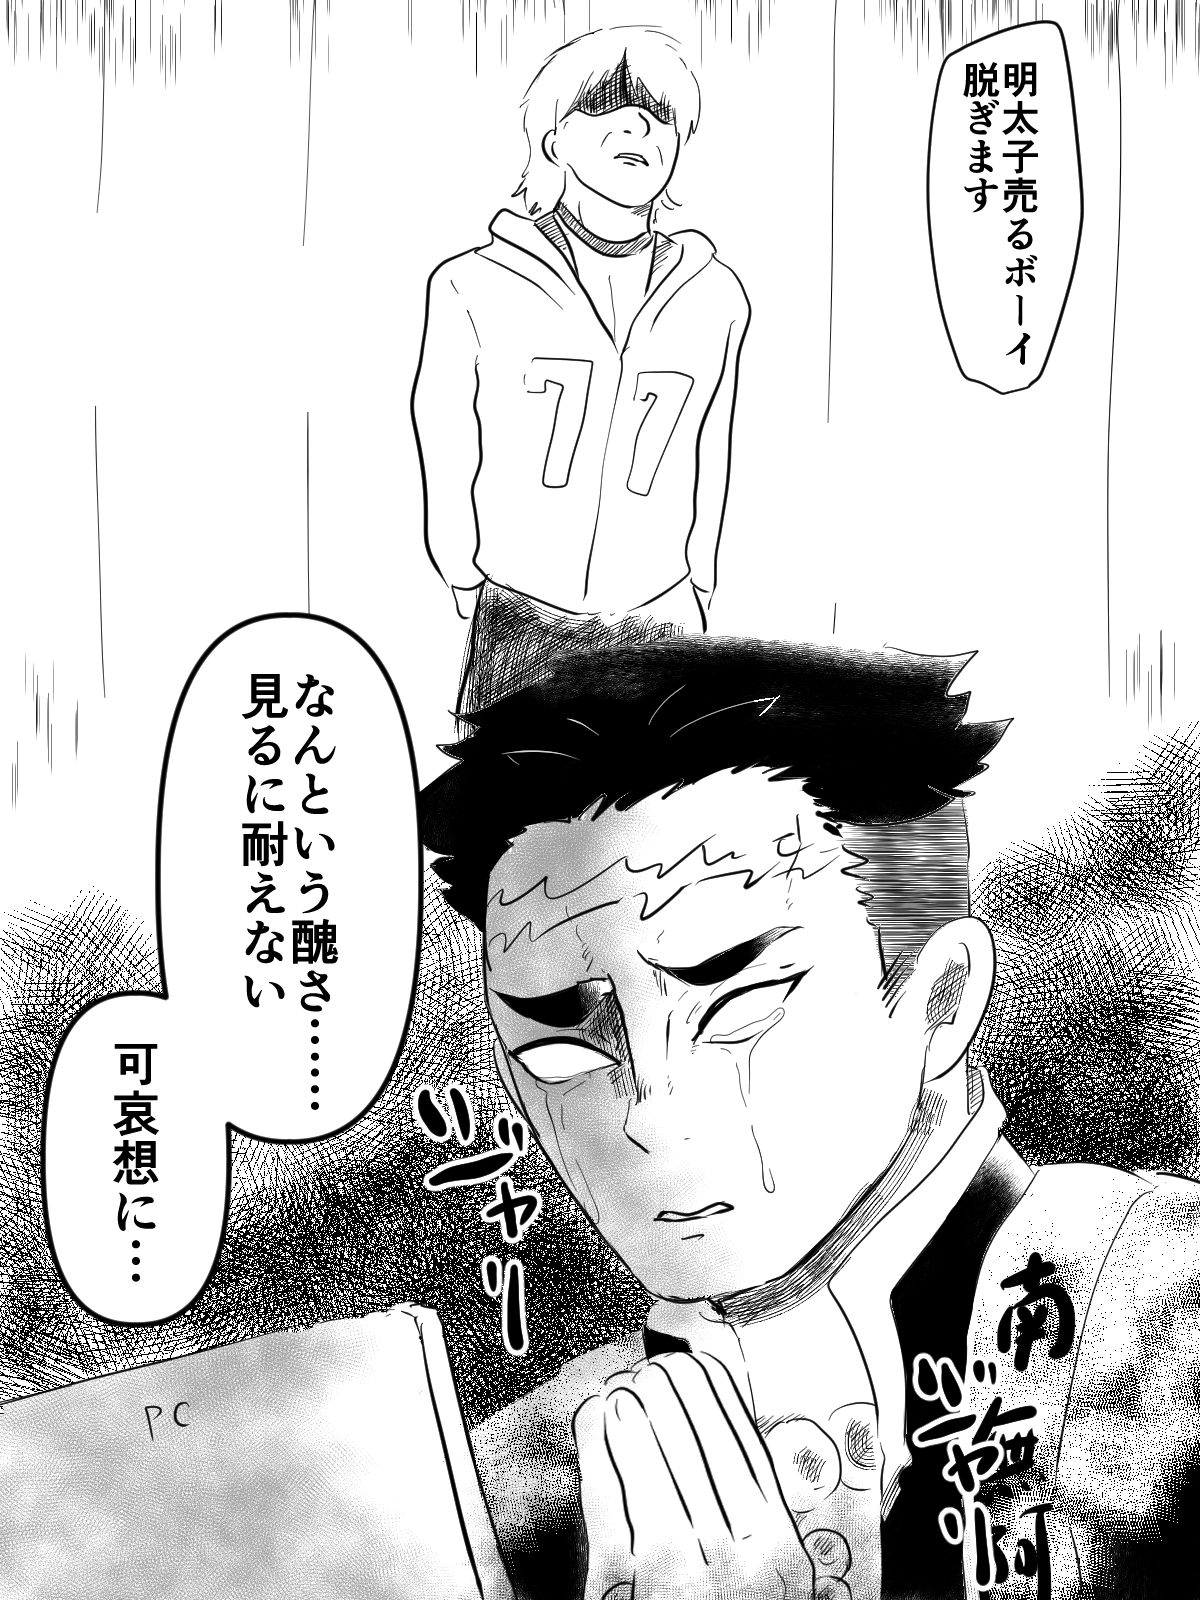 明太子売るボーイ
脱ぎます
なんという醜さ……
見るに耐えない
可哀想に…
ジャリ
77
PC
南無阿
ジャリ